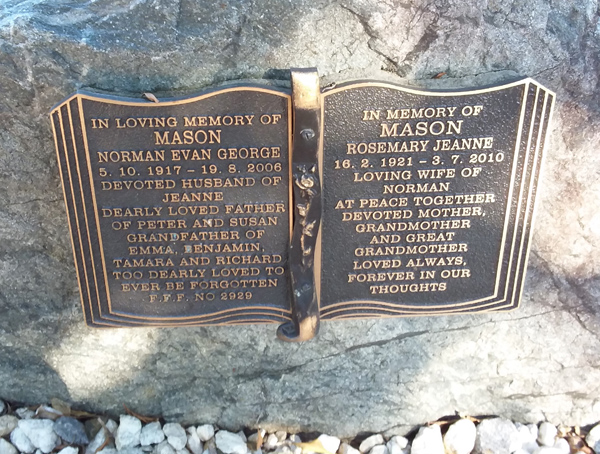 IN LOVING MEMORY OF
MASON
NORMAN EVAN GEORGE
5. 10. 1917 - 19. 8. 2006
DEVOTED HUSBAND OF
JEANNE
DEARLY LOVED FATHER
OF PETER AND SUSAN
GRANDFATHER OF
EMMA, BENJAMIN,
TAMARA AND RICHARD
TOO DEARLY LOVED TO
EVER BE FORGOTTEN
F.F.F. NO 2929
IN MEMORY OF
MASON
ROSEMARY JEANNE
16. 2. 1921 - 3. 7. 2010
LOVING WIFE OF
NORMAN
AT PEACE TOGETHER
DEVOTED MOTHER,
GRANDMOTHER
AND GREAT
GRANDMOTHER
LOVED ALWAYS,
FOREVER IN OUR
THOUGHTS